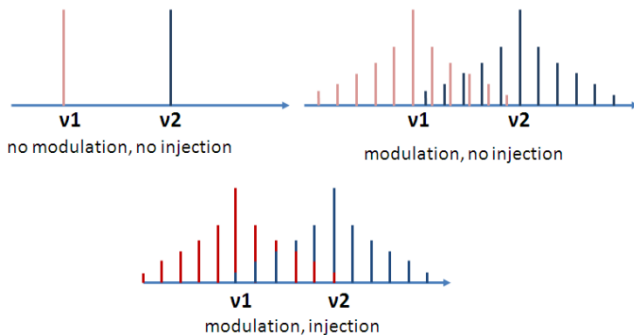 v1 v2
no modulation, no injection
v1 v2
modulation, no injection
v1 v2
modulation, injection